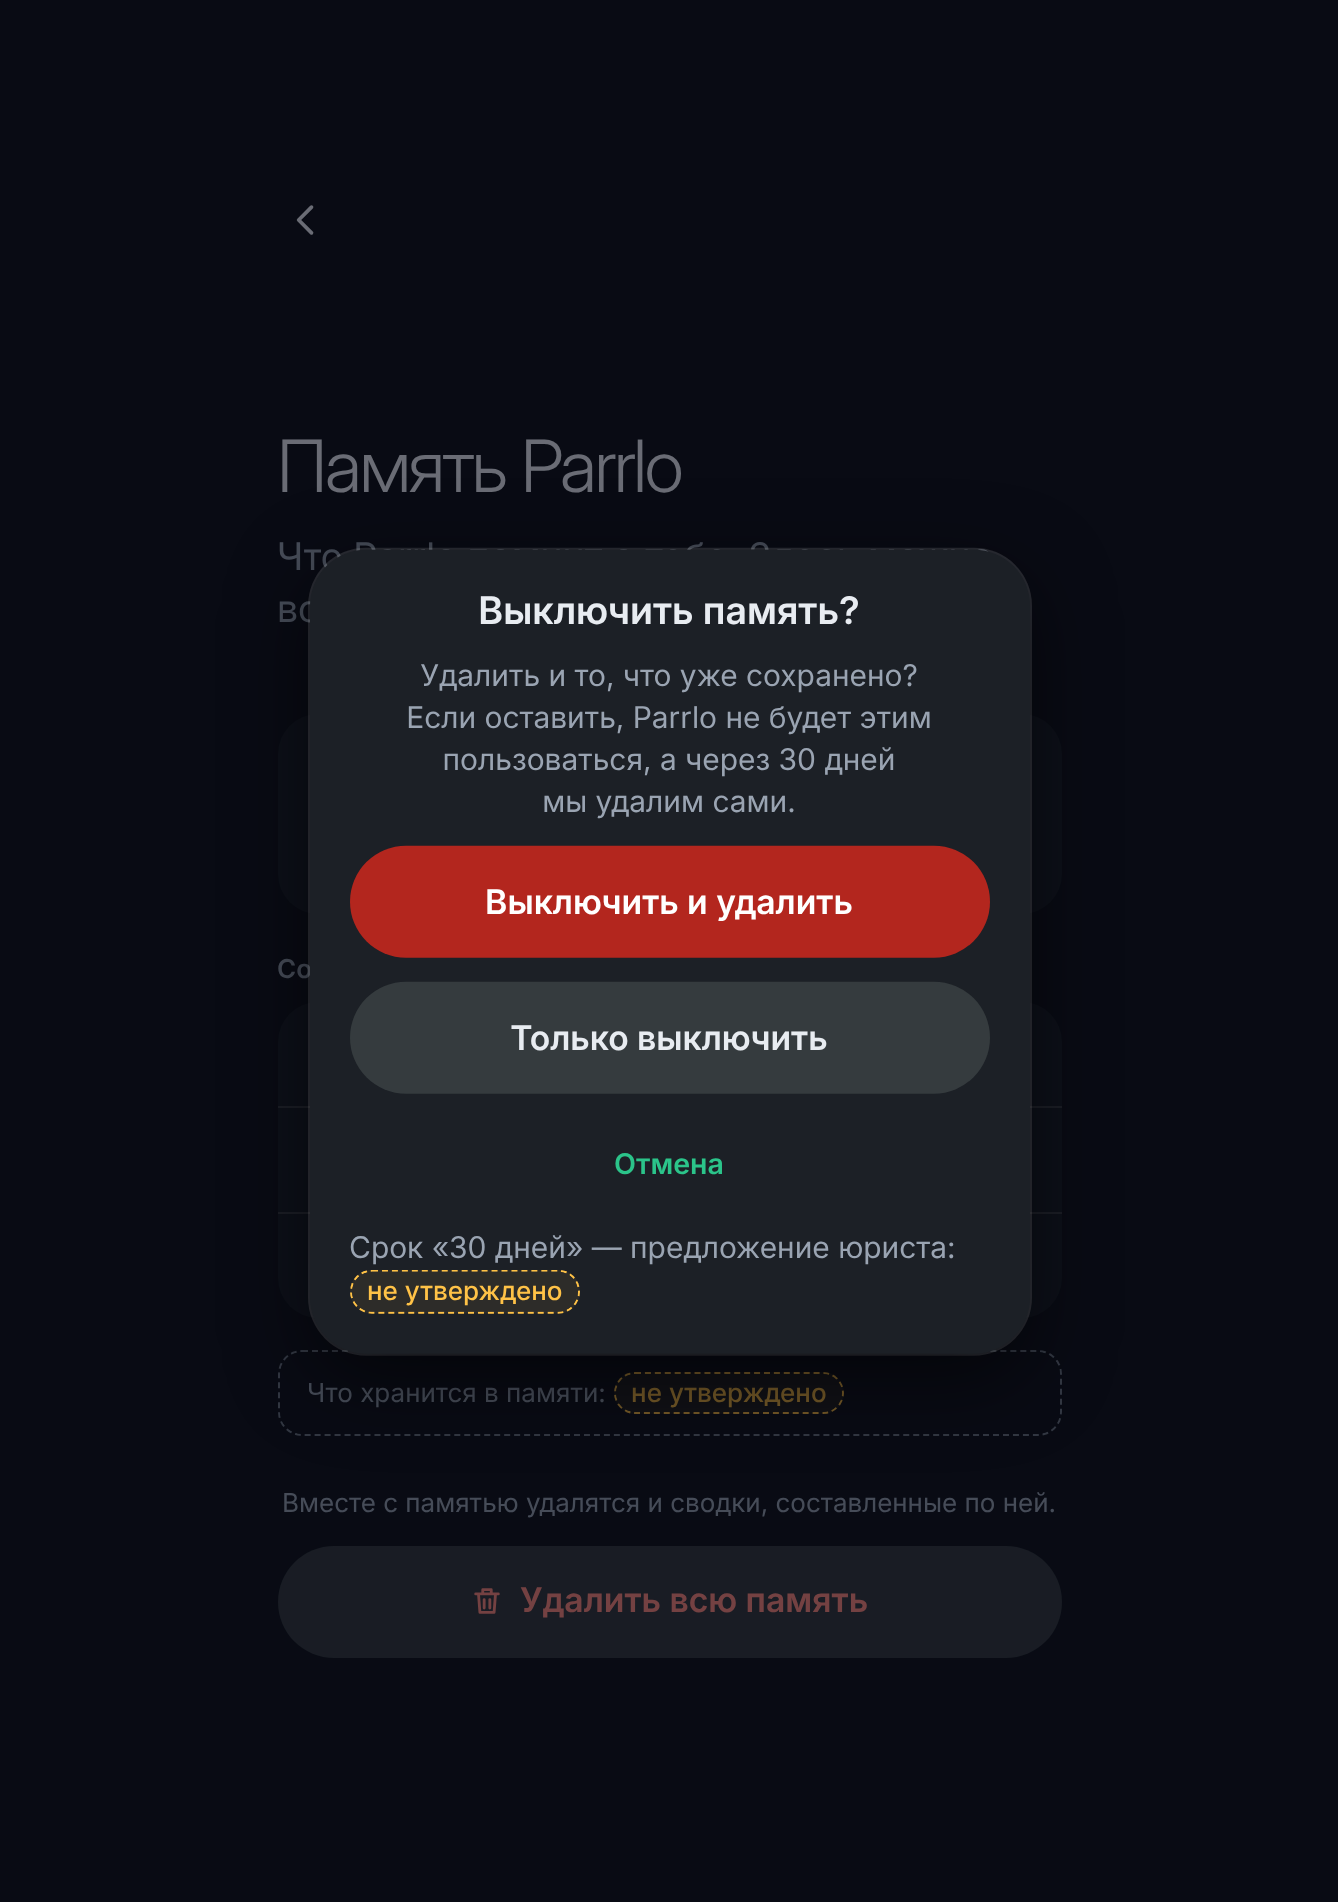 Память Parrlo
Что
Выключить память?
Удалить и то, что уже сохранено?
Если оставить, Parrlo не будет этим
пользоваться, а через 30 дней
мы удалим сами.
Выключить и удалить
Только выключить
Отмена
Срок «30 дней» — предложение юриста:
не утверждено
Что хранится в памяти: не утверждено
Вместе с памятью удалятся и сводки, составленные по ней.
Удалить всю память